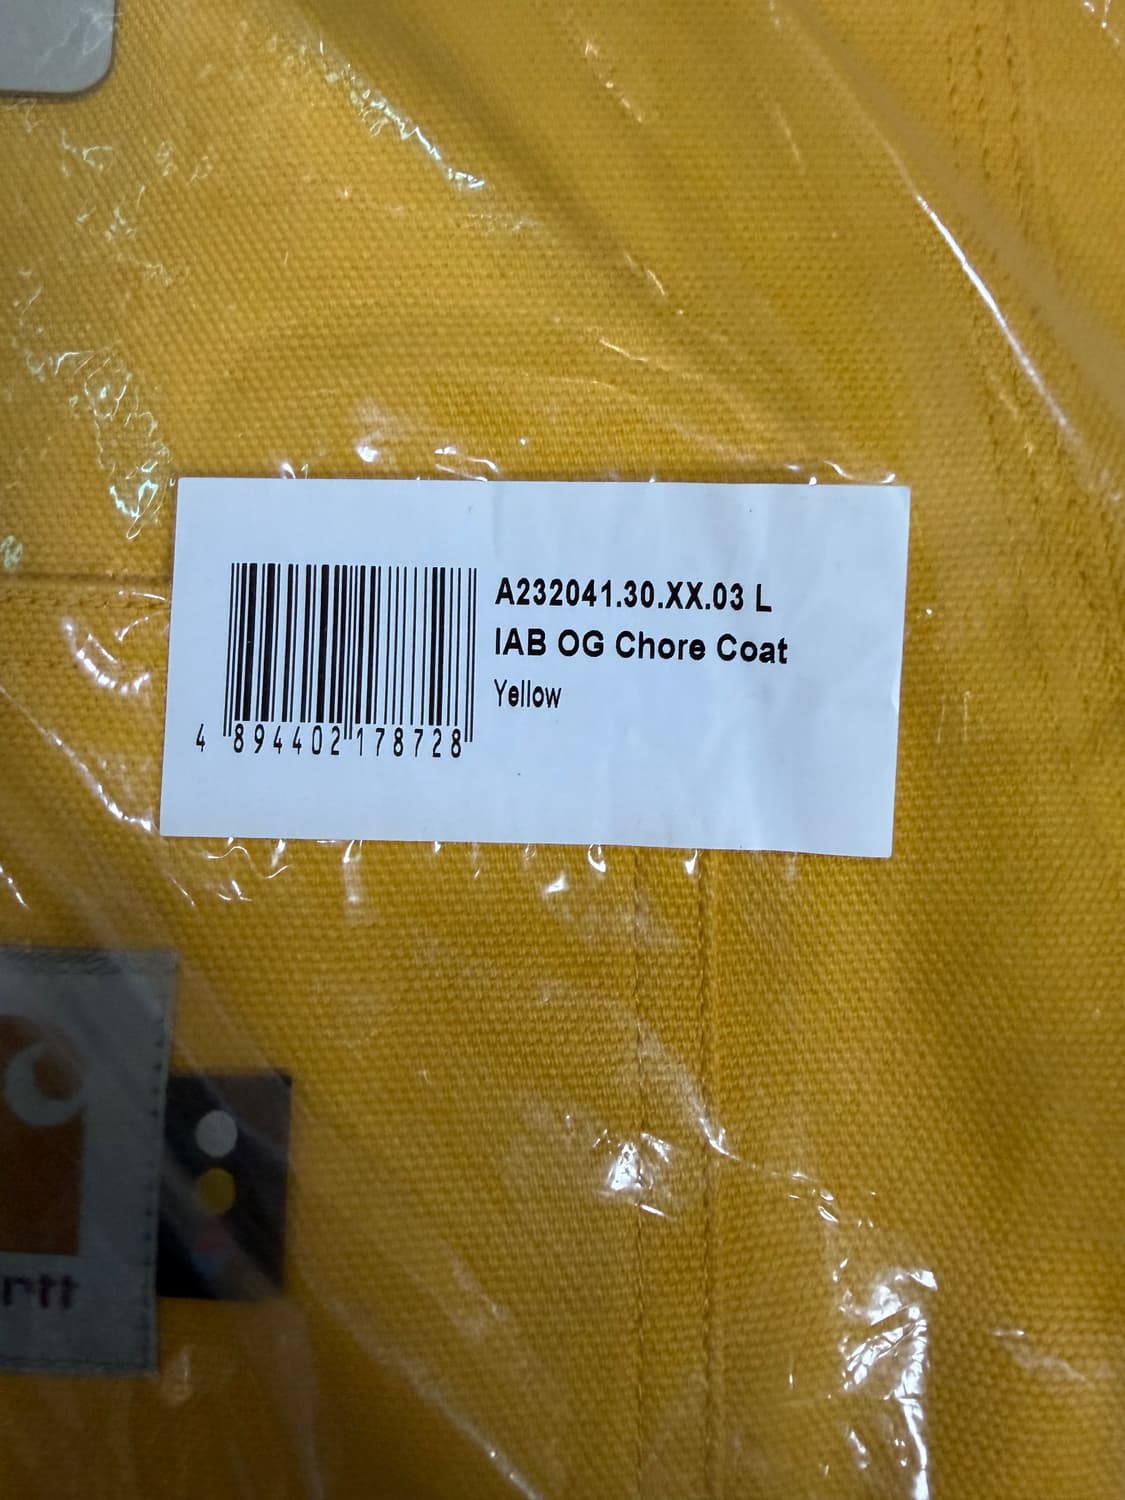 A232041.30.XX.03 L
IAB OG Chore Coat
Yellow
4 894402 178728